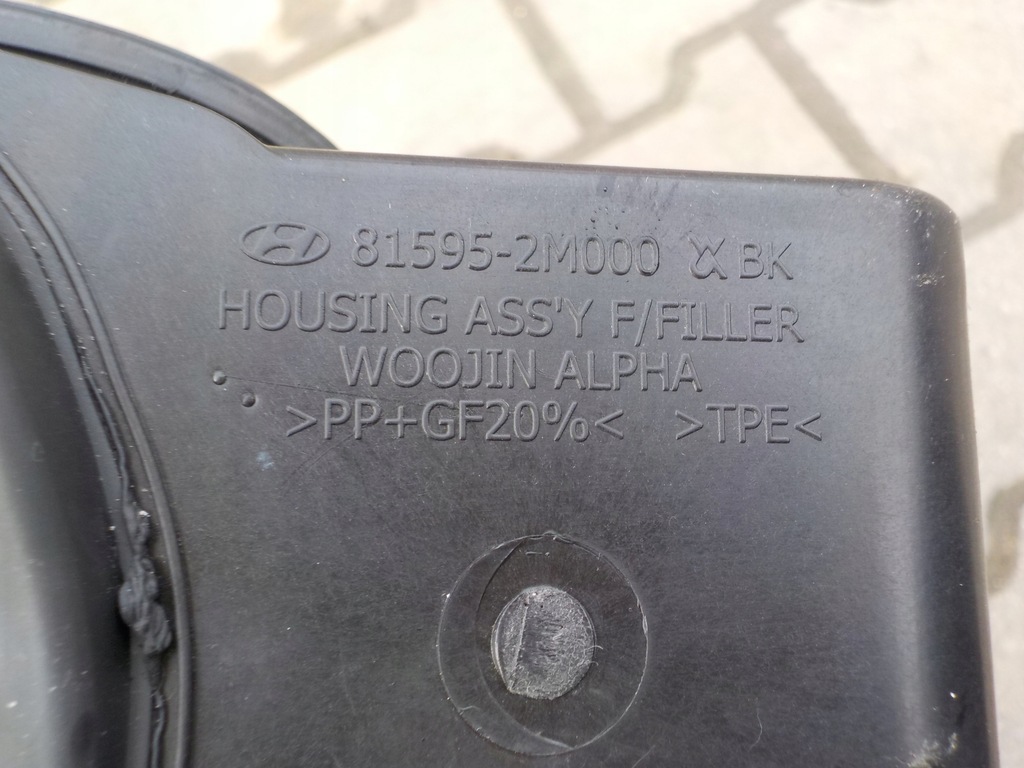 81595-2M000 BK
HOUSING ASS'Y F/FILLER
WOOJIN ALPHA
>PP+GF20%< >TPE<